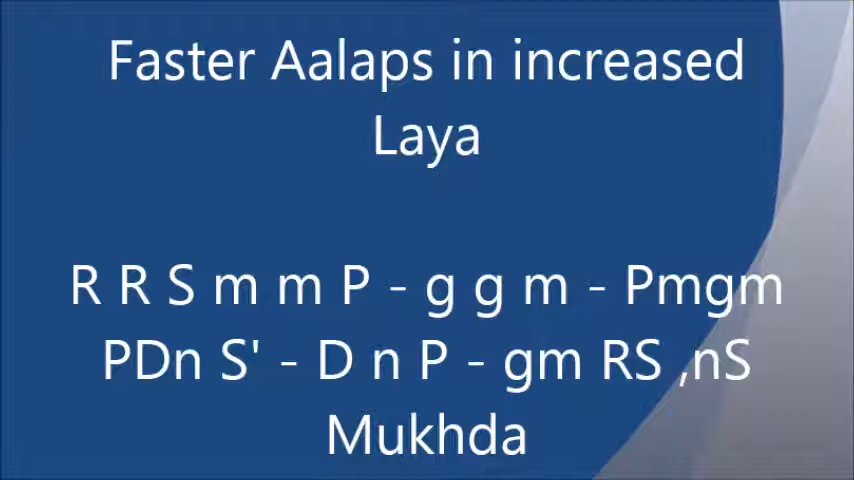 Faster Aalaps in increased
Laya
R R S m m P - g g m - Pmgm
PDn S' - D n P - gm RS ,nS
Mukhda